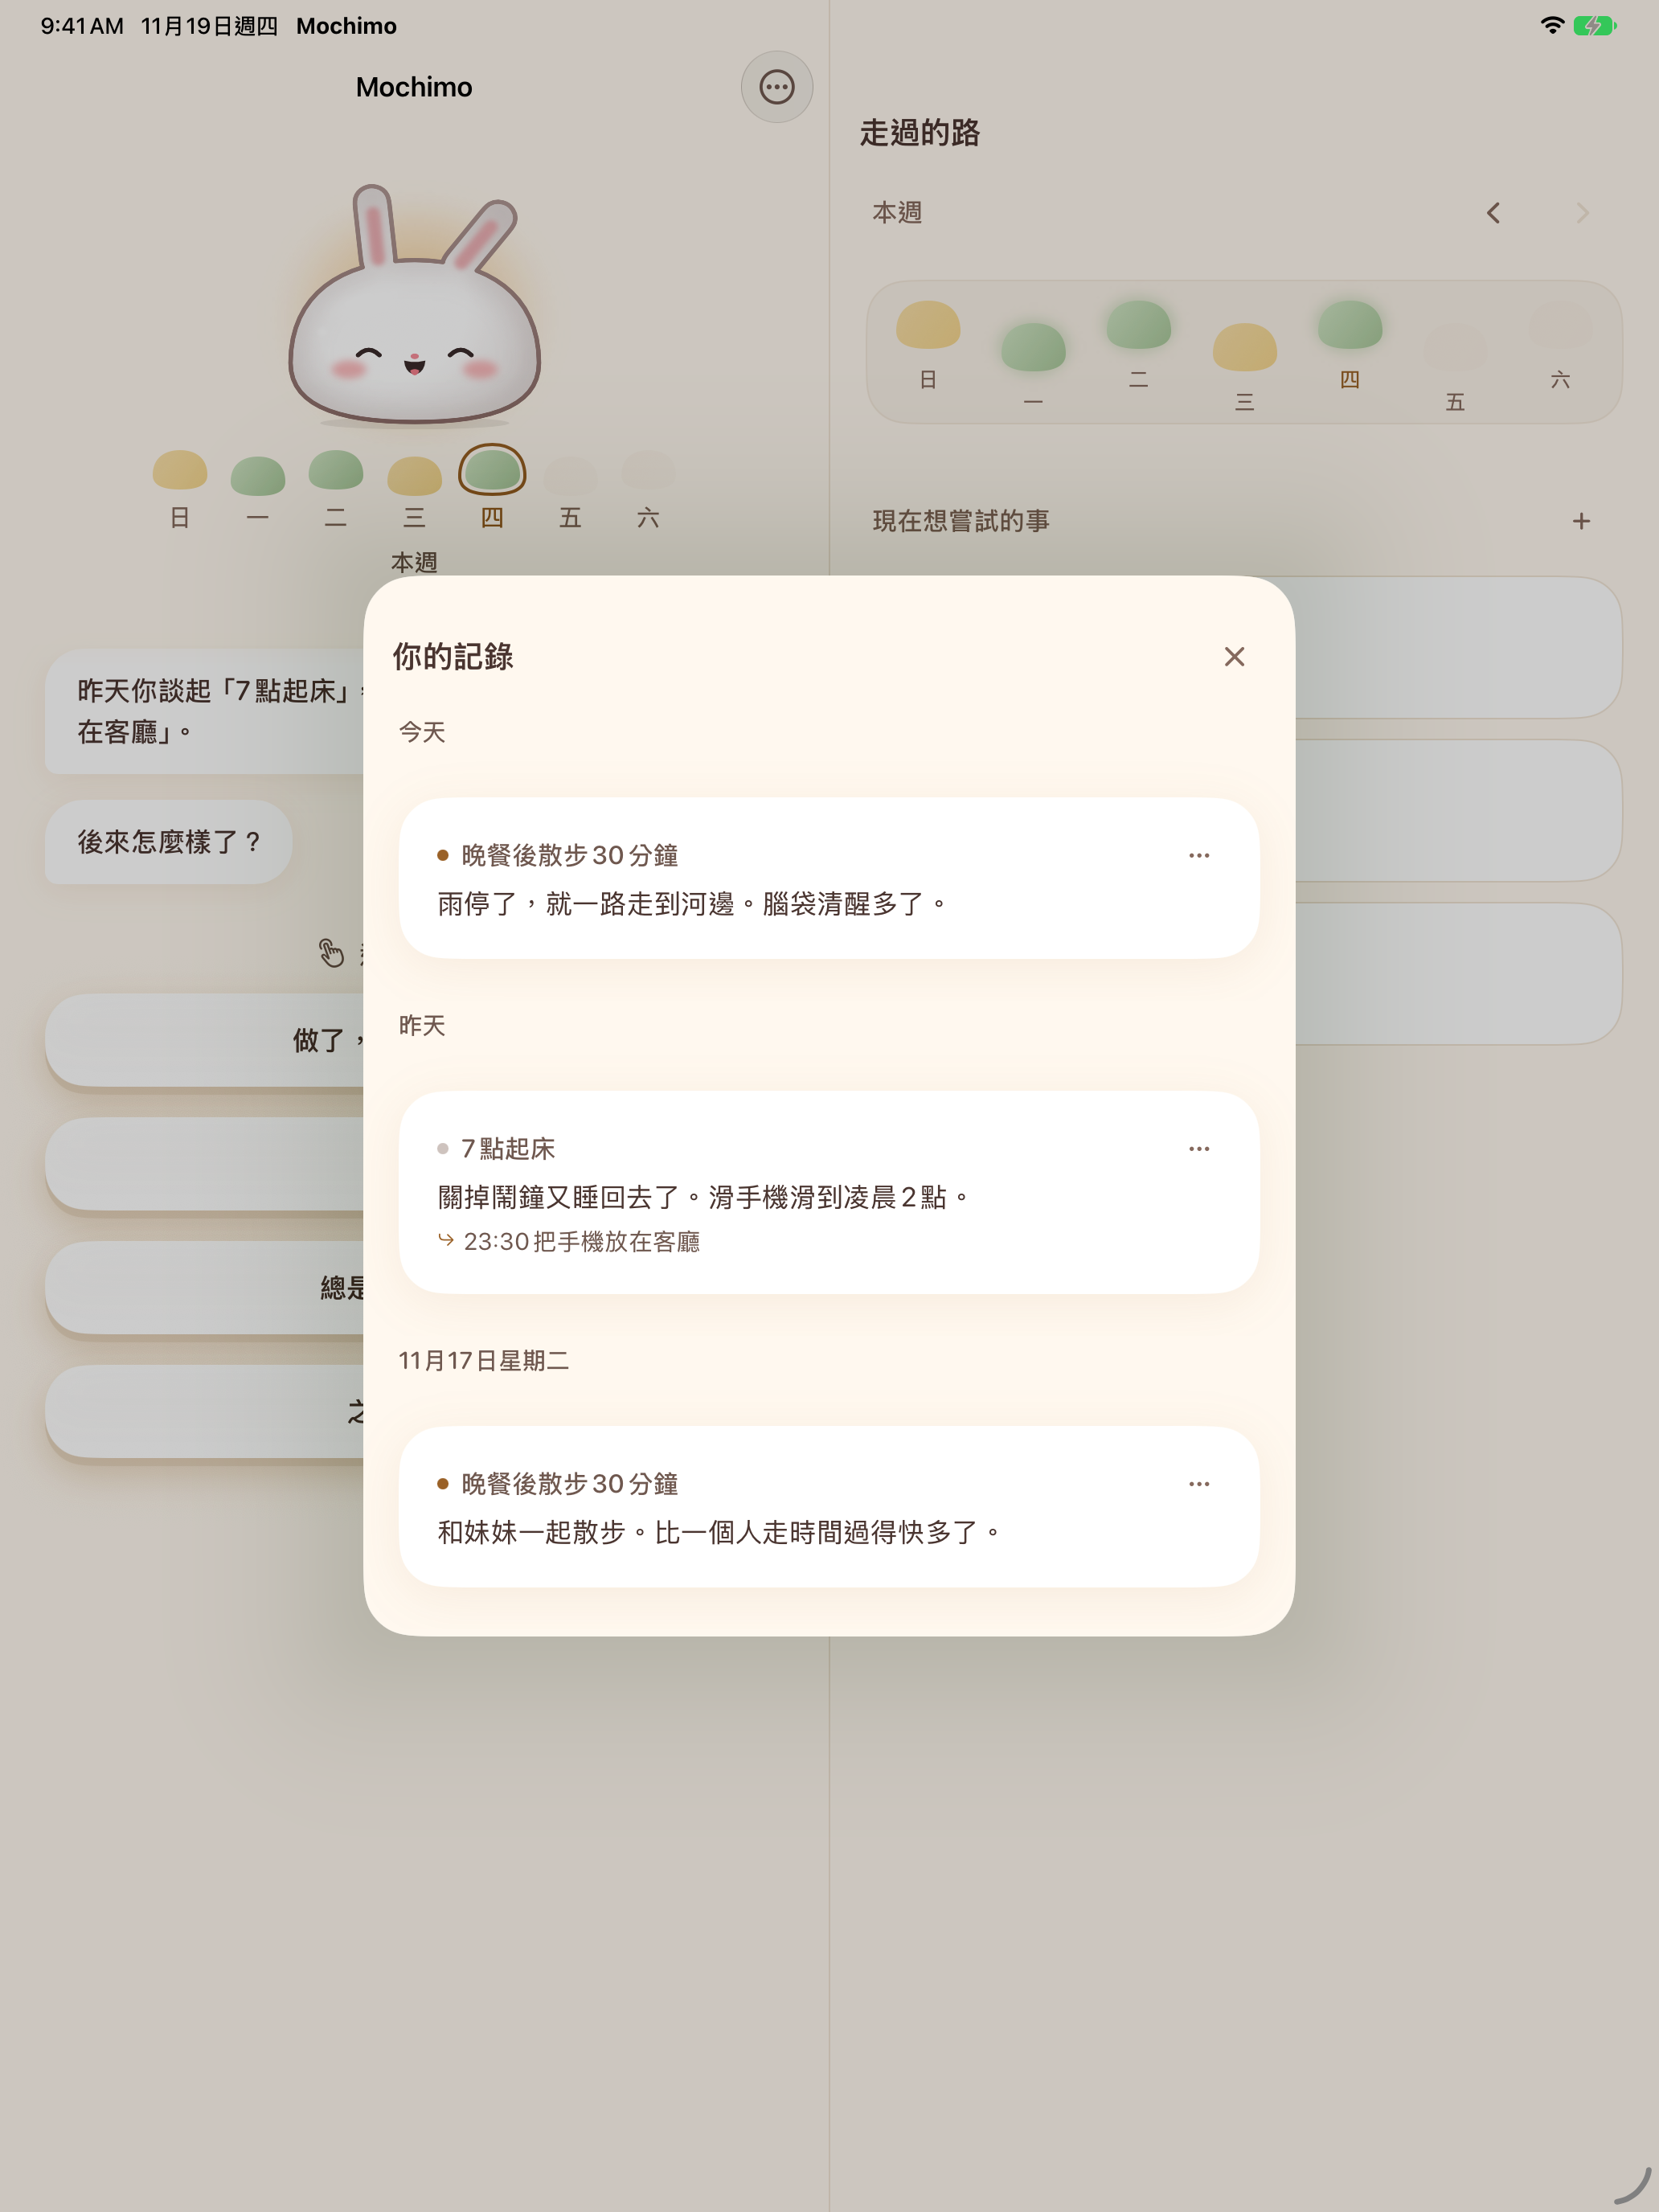 9:41 AM 11月19日週四 Mochimo
Mochimo
日 一 二 三 四 五 六
本週
昨天你談起「7點起床」
在客廳」。
後來怎麼樣了?
做了，
總是
走過的路
本週
日 一 二 三 四 五 六
現在想嘗試的事
你的記錄
今天
晚餐後散步30分鐘
雨停了，就一路走到河邊。腦袋清醒多了。
昨天
7點起床
關掉鬧鐘又睡回去了。滑手機滑到凌晨2點。
23:30把手機放在客廳
11月17日星期二
晚餐後散步30分鐘
和妹妹一起散步。比一個人走時間過得快多了。